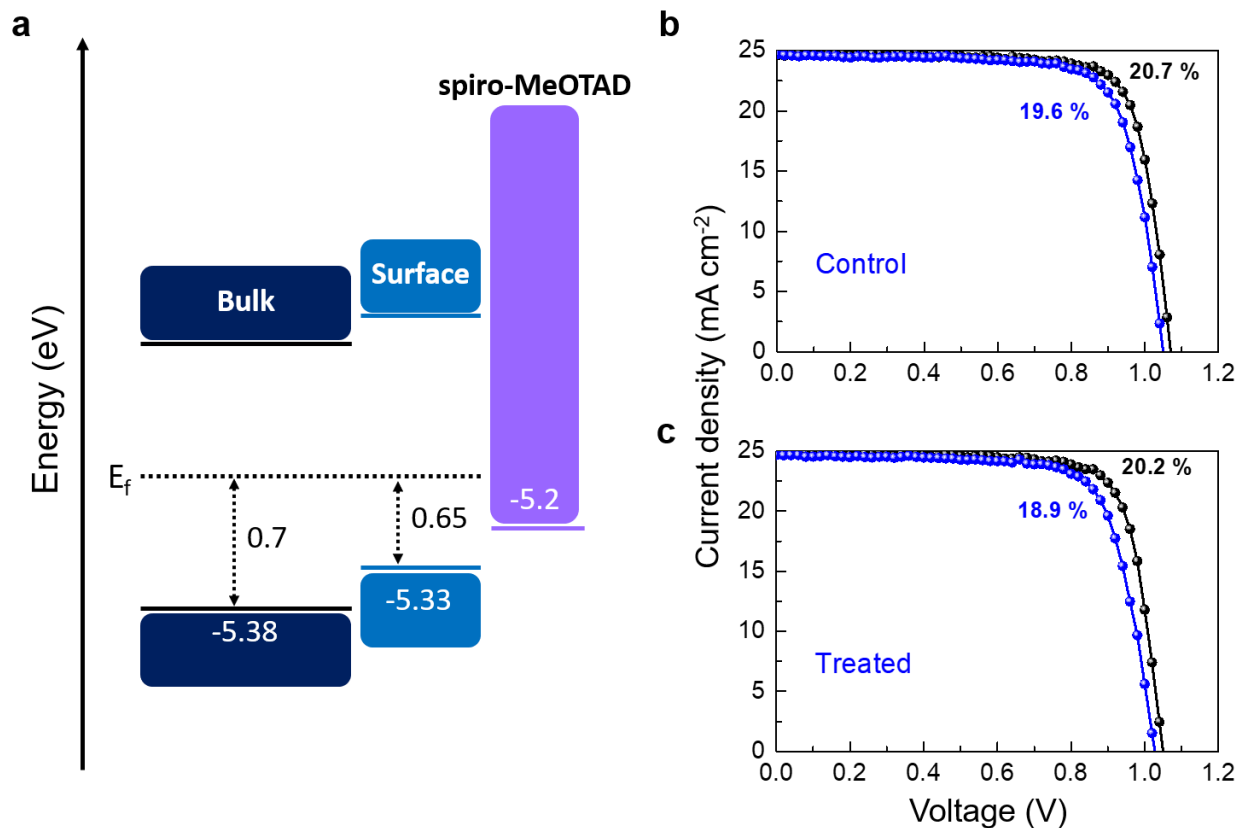 a
Energy (eV)
Bulk
Surface
spiro-MeOTAD
E_f
0.7
0.65
-5.2
-5.33
-5.38
b
25
20
15
10
5
0
20.7 %
19.6 %
Control
0.0 0.2 0.4 0.6 0.8 1.0 1.2
Current density (mA cm⁻²)
c
25
20
15
10
5
0
20.2 %
18.9 %
Treated
0.0 0.2 0.4 0.6 0.8 1.0 1.2
Voltage (V)